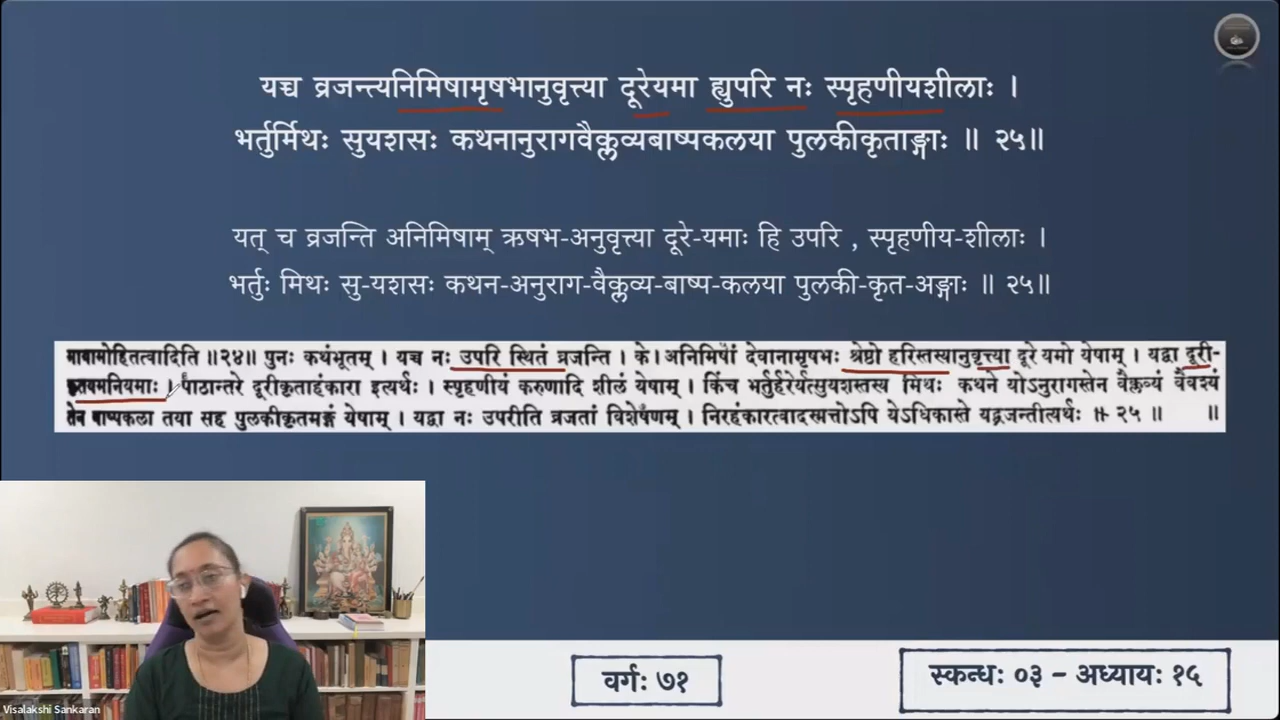 यच्च व्रजन्त्यनिमिषामृषभानुवृत्त्या दूरेयमा ह्युपरि नः स्पृहणीयशीलाः ।
भर्तुर्मिथः सुयशसः कथनानुरागवैक्लव्यबाष्पकलया पुलकीकृताङ्गाः ॥ २५॥
यत् च व्रजन्ति अनिमिषाम् ऋषभ-अनुवृत्त्या दूरे-यमाः हि उपरि , स्पृहणीय-शीलाः ।
भर्तुः मिथः सु-यशसः कथन-अनुराग-वैक्लव्य-बाष्प-कलया पुलकी-कृत-अङ्गाः ॥ २५॥
मायामोहितत्वादिति ॥२४॥ पुनः कथंभूतम् । यच्च नः उपरि स्थितं व्रजन्ति । के। अनिमिषां देवानामृषभः श्रेष्ठो हरिस्तस्यानुवृत्त्या दूरे यमो येषाम् । यद्वा दूरी-
कृतयमनियमाः । पाठान्तरे दूरीकृताहंकारा इत्यर्थः । स्पृहणीयं करुणादि शीलं येषाम् । किंच भर्तुर्हरेर्यत्सुयशस्तस्य मिथः कथने योऽनुरागस्तेन वैक्लव्यं वैवश्यं
तेन बाष्पकला तया सह पुलकीकृतमङ्गं येषाम् । यद्वा नः उपरीति व्रजतां विशेषणम् । निरहंकारत्वादस्मत्तोऽपि येऽधिकास्ते यद्व्रजन्तीत्यर्थः ॥ २५ ॥ ॥
Visalakshi Sankaran
वर्गः ७१
स्कन्धः ०३ – अध्यायः १५